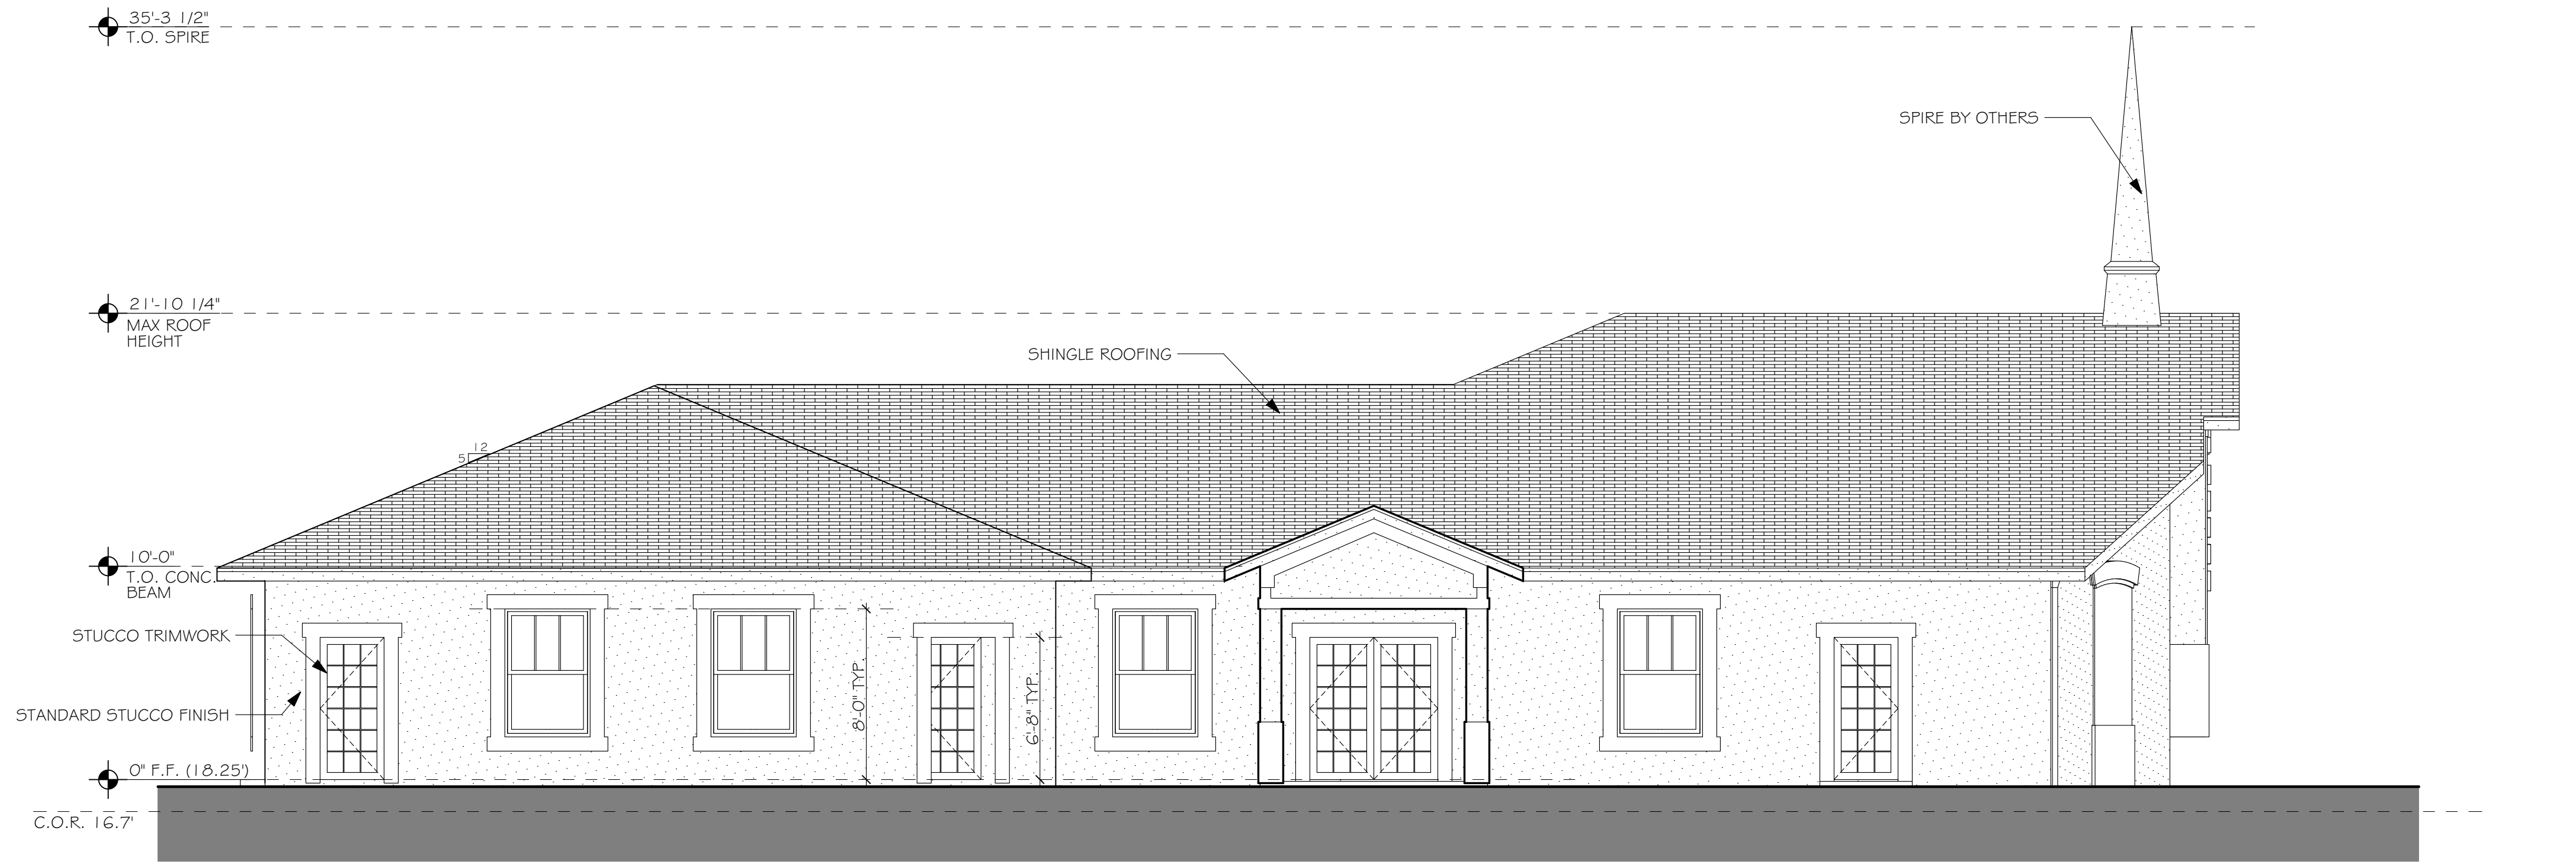 35'-3 1/2"
T.O. SPIRE
SPIRE BY OTHERS
21'-10 1/4"
MAX ROOF
HEIGHT
SHINGLE ROOFING
12
5
10'-0"
T.O. CONC.
BEAM
STUCCO TRIMWORK
STANDARD STUCCO FINISH
8'-0" TYP.
6'-8" TYP.
0" F.F. (18.25')
C.O.R. 16.7'